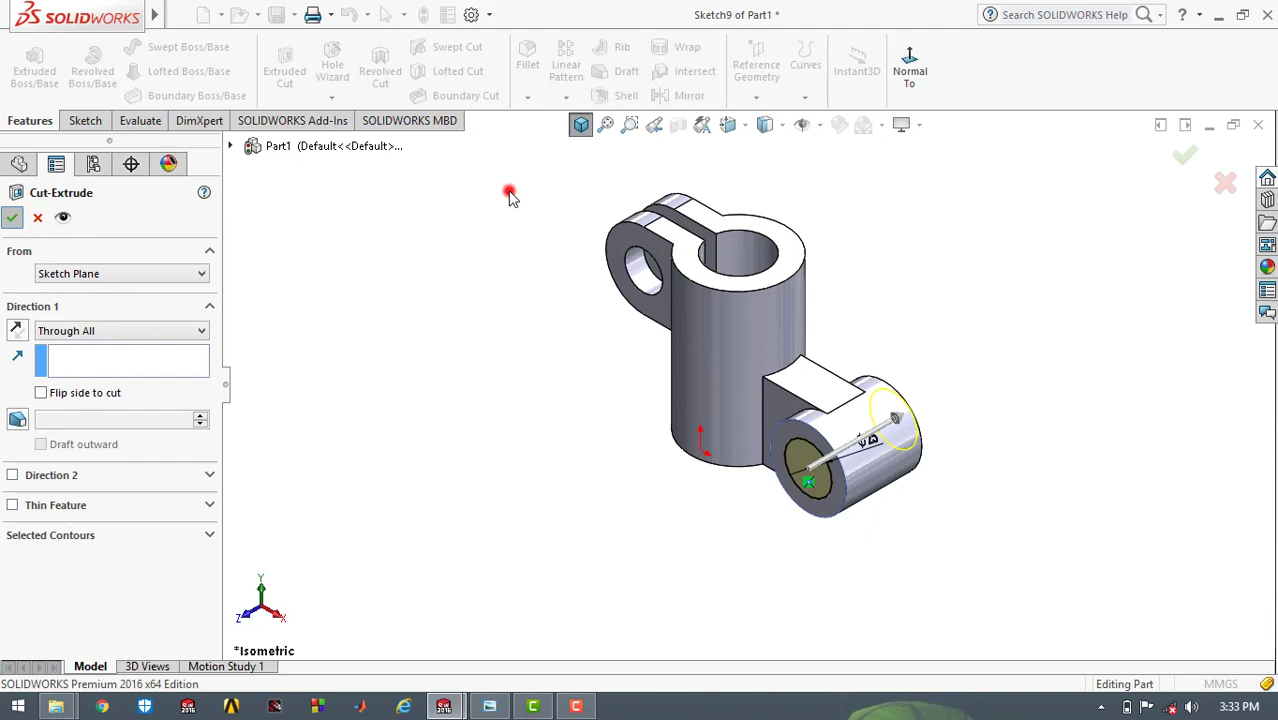 SOLIDWORKS
Sketch9 of Part1 *
Search SOLIDWORKS Help
?
Extruded Boss/Base
Revolved Boss/Base
Swept Boss/Base
Lofted Boss/Base
Boundary Boss/Base
Extruded Cut
Hole Wizard
Revolved Cut
Swept Cut
Lofted Cut
Boundary Cut
Fillet
Linear Pattern
Rib
Draft
Shell
Wrap
Intersect
Mirror
Reference Geometry
Curves
Instant3D
Normal To
Features
Sketch
Evaluate
DimXpert
SOLIDWORKS Add-Ins
SOLIDWORKS MBD
Part1 (Default<<Default>...
Cut-Extrude
?
From
Sketch Plane
Direction 1
Through All
Flip side to cut
Draft outward
Direction 2
Thin Feature
Selected Contours
Y
Z
X
*Isometric
Model
3D Views
Motion Study 1
SOLIDWORKS Premium 2016 x64 Edition
Editing Part
MMGS
3:33 PM